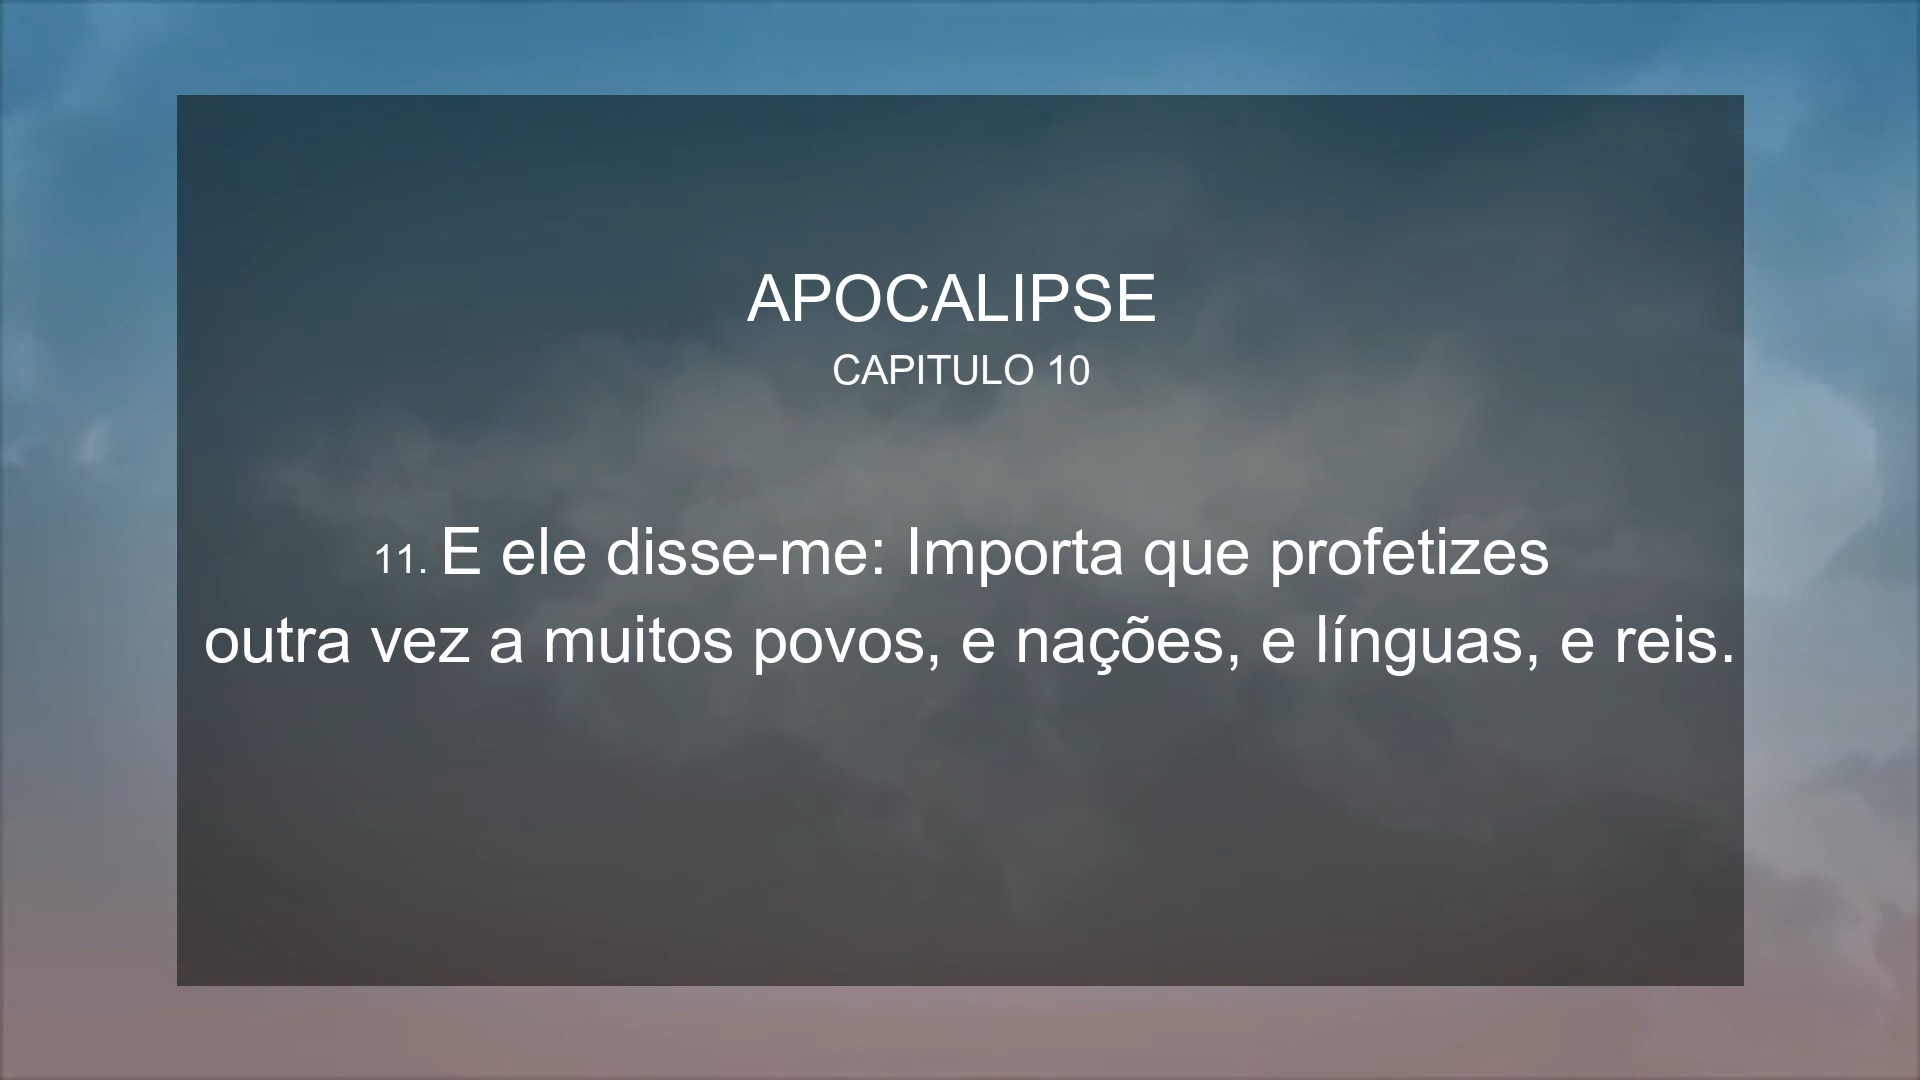 APOCALIPSE
CAPITULO 10
11. E ele disse-me: Importa que profetizes
outra vez a muitos povos, e nações, e línguas, e reis.